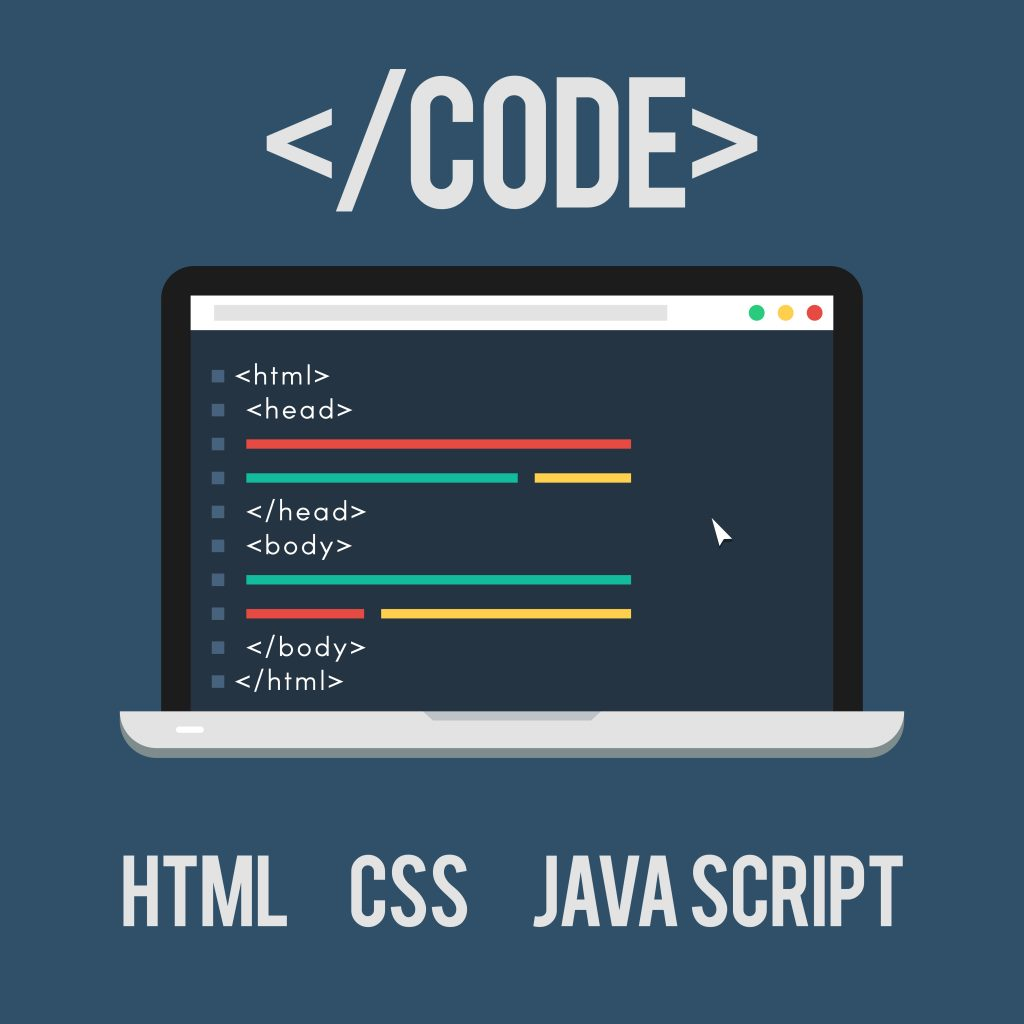 </CODE>
<html>
<head>
</head>
<body>
</body>
</html>
HTML CSS JAVA SCRIPT